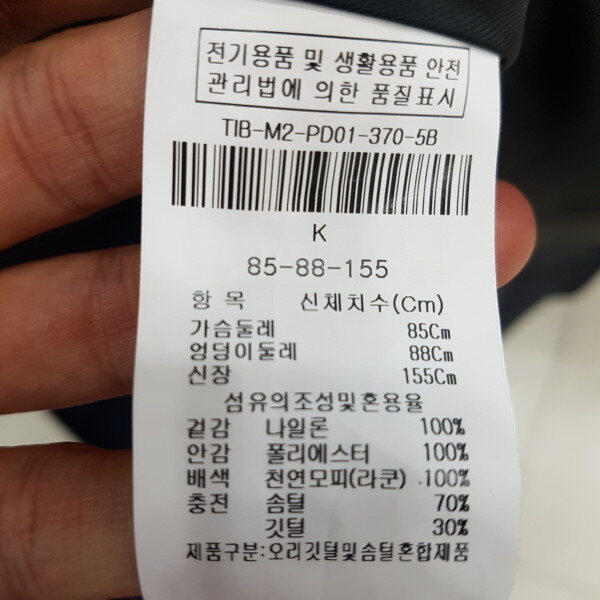 전기용품 및 생활용품 안전
관리법에 의한 품질표시
TIB-M2-PD01-370-5B
K
85-88-155
항 목 신체치수(Cm)
가슴둘레 85Cm
엉덩이둘레 88Cm
신장 155Cm
섬유의조성및혼용율
겉감 나일론 100%
안감 폴리에스터 100%
배색 천연모피(라쿤) 100%
충전 솜털 70%
깃털 30%
제품구분:오리깃털및솜털혼합제품